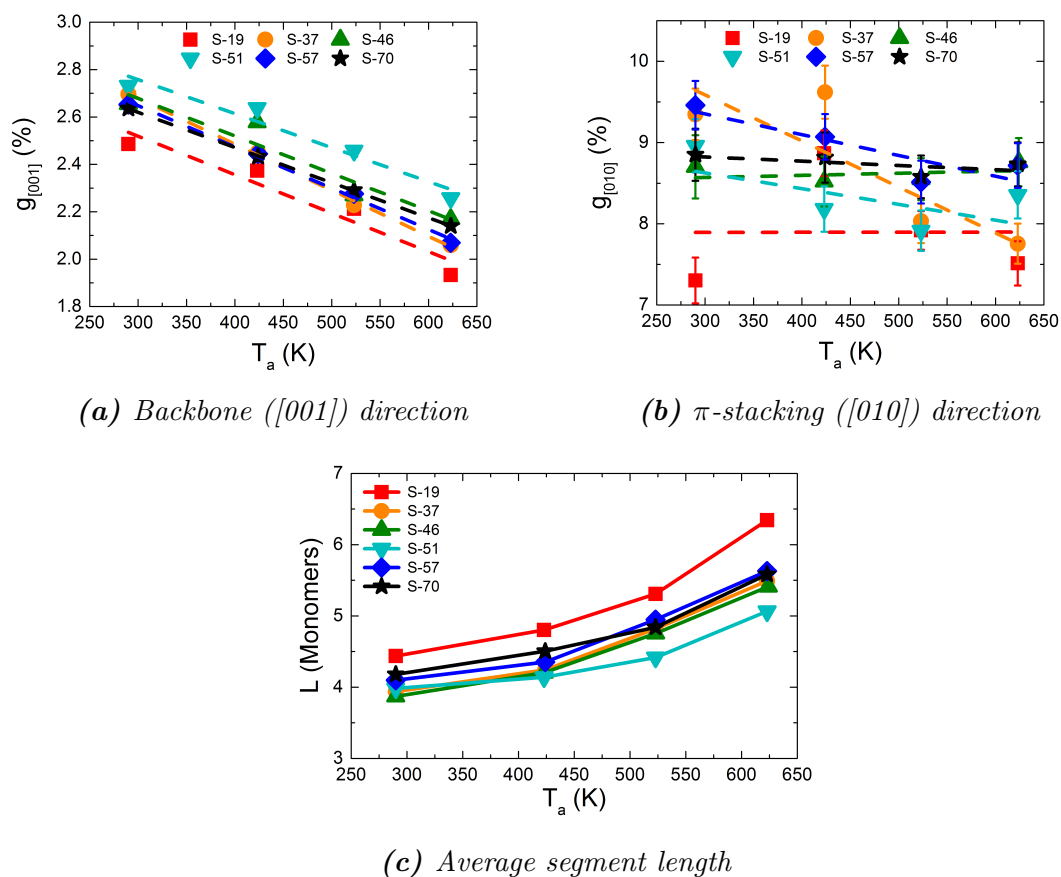 3.0
2.8
2.6
2.4
2.2
2.0
1.8
g[001] (%)
S-19 S-37 S-46
S-51 S-57 S-70
250 300 350 400 450 500 550 600 650
Ta (K)
(a) Backbone ([001]) direction
10
9
8
7
g[010] (%)
S-19 S-37 S-46
S-51 S-57 S-70
250 300 350 400 450 500 550 600 650
Ta (K)
(b) π-stacking ([010]) direction
7
6
5
4
3
L (Monomers)
S-19
S-37
S-46
S-51
S-57
S-70
250 300 350 400 450 500 550 600 650
Ta (K)
(c) Average segment length